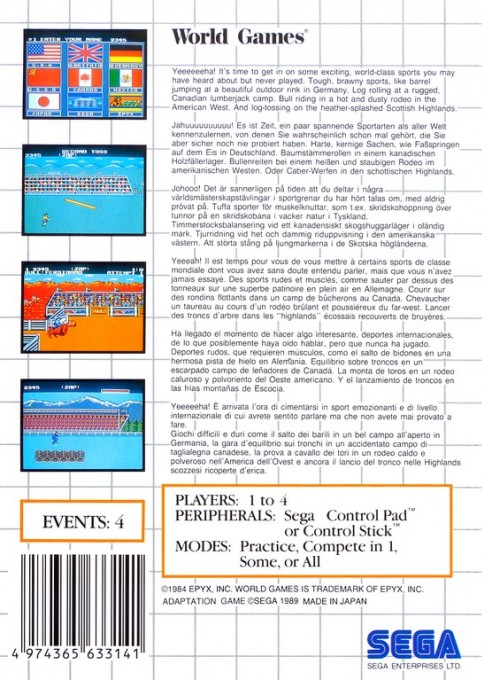 World Games®
Yeeeeeha! It's time to get in on some exciting, world-class sports you may
have heard about but never played. Tough, brawny sports, like barrel
jumping at a beautiful outdoor rink in Germany. Log rolling at a rugged,
Canadian lumberjack camp. Bull riding in a hot and dusty rodeo in the
American West. And log-tossing on the heather-splashed Scottish Highlands.
Jahuuuuuuuuuu! Es ist Zeit, ein paar spannende Sportarten als aller Welt
kennenzulernen, von denen Sie wahrscheinlich schon mal gehört, die Sie
aber sicher noch nie probiert haben. Harte, kernige Sachen, wie Fallspringen
auf dem Eis in Deutschland. Baumstämmerollen in einem kanadischen
Holzfällerlager. Bullenreiten bei einem heißen und staubigen Rodeo im
amerikanischen Westen. Oder Caber-Werfen in den schottischen Highlands.
Johooo! Det är sannerligen på tiden att du deltar i några
världsmästerskapstävlingar i sportgrenar du har hört talas om, med aldrig
prövat på. Tuffa sporter för muskelknuttar, som t.ex. skridskohoppning över
tunnor på en skridskobana i vacker natur i Tyskland.
Timmerstocksbalansering vid ett kanadensiskt skogshuggarläger i oländig
mark. Tjurridning vid het och dammig riduppvisning i den amerikanska
västern. Att störta stång på ljungmarkerna i de Skotska högländerna.
Yeeeah! Il est temps pour vous de vous mettre à certains sports de classe
mondiale dont vous avez sans doute entendu parler, mais que vous n'avez
jamais essayé. Des sports rudes et musclés, comme sauter par dessus des
tonneaux sur une superbe patinoire en plein air en Allemagne. Courir sur
des rondins flottants dans un camp de bûcherons au Canada. Chevaucher
un taureau au cours d'un rodéo brûlant et poussiéreux du far-west. Lancer
des troncs d'arbre dans les "highlands" écossais recouverts de bruyères...
Ha llegado el momento de hacer algo interesante, deportes internacionales,
de lo que posiblemente haya oido hablar, pero que nunca ha jugado.
Deportes rudos, que requieren músculos, como el salto de bidones en una
hermosa pista de hielo en Alemania. Equilibrio sobre troncos en un
escarpado campo de leñadores de Canadá. La monta de toros en un rodeo
caluroso y polvoriento del Oeste americano. Y el lanzamiento de troncos en
las frías montañas de Escocia.
Yeeeeeha! È arrivata l'ora di cimentarsi in sport emozionanti e di livello
internazionale di cui avrete sentito parlare ma che non avete mai provato a
fare.
Giochi difficili e duri come il salto dei barili in un bel campo all'aperto in
Germania, la gara d'equilibrio sui tronchi in un accidentato campo di
taglialegna canadese, la prova a cavallo dei tori in un rodeo caldo e
polveroso nell'America dell'Ovest e ancora il lancio del tronco nelle Highlands
scozzesi ricoperte d'erica.
#1 ENTER YOUR NAME 2345
U.S.A
CANADA
MEXICO
JAPAN
SEGA
EPYX
SECOND TOSS
2345
2345
EVENTS: 4
PLAYERS: 1 to 4
PERIPHERALS: Sega Control Pad™
or Control Stick™
MODES: Practice, Compete in 1,
Some, or All
©1984 EPYX, INC. WORLD GAMES IS TRADEMARK OF EPYX, INC.
ADAPTATION GAME ©SEGA 1989 MADE IN JAPAN
4 974365 633141
SEGA
SEGA ENTERPRISES LTD.